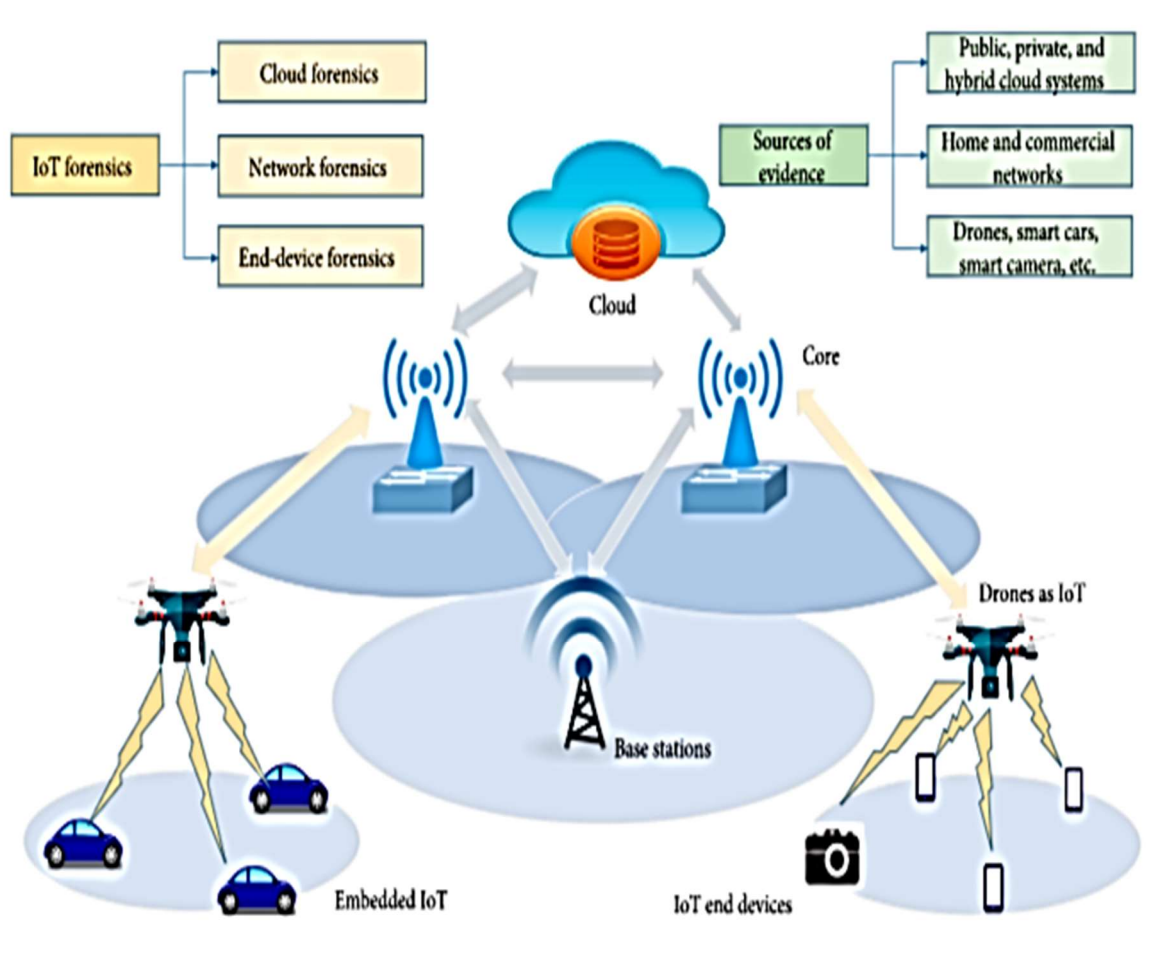 Cloud forensics
IoT forensics
Network forensics
End-device forensics
Public, private, and
hybrid cloud systems
Sources of
evidence
Home and commercial
networks
Drones, smart cars,
smart camera, etc.
Cloud
Core
Drones as IoT
Base stations
Embedded IoT
IoT end devices